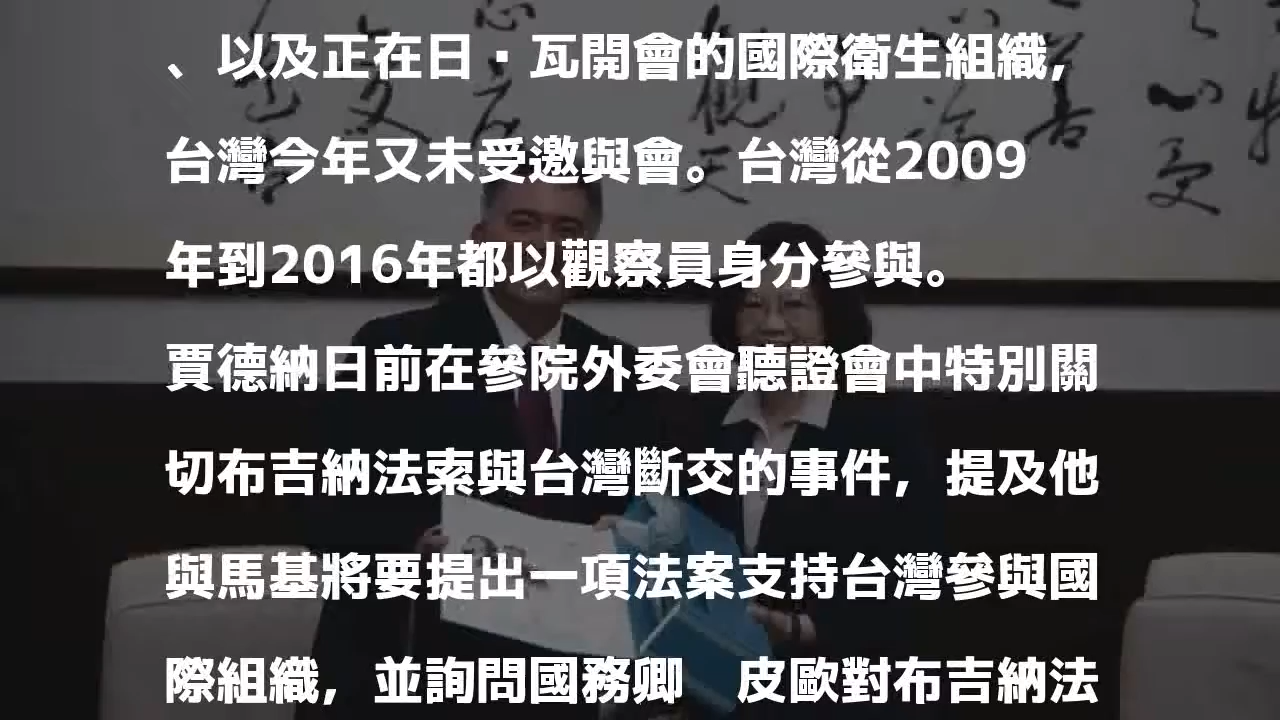 、以及正在日·瓦開會的國際衛生組織,
台灣今年又未受邀與會。台灣從2009
年到2016年都以觀察員身分參與。
賈德納日前在參院外委會聽證會中特別關
切布吉納法索與台灣斷交的事件,提及他
與馬基將要提出一項法案支持台灣參與國
際組織,並詢問國務卿　皮歐對布吉納法